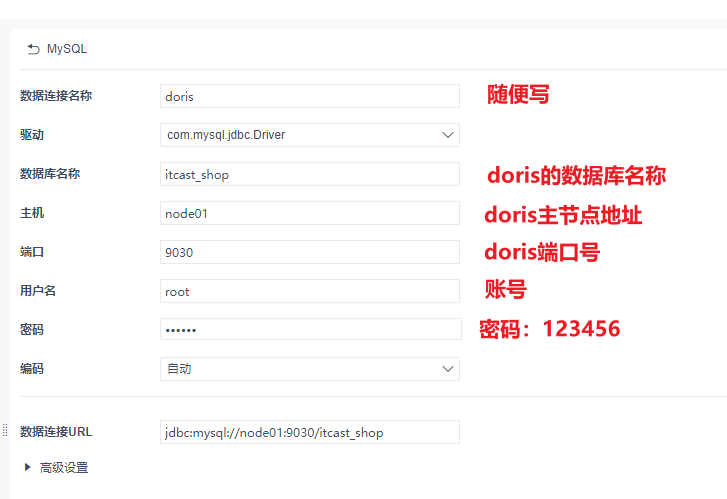 MySQL
数据连接名称 doris 随便写
驱动 com.mysql.jdbc.Driver
数据库名称 itcast_shop doris的数据库名称
主机 node01 doris主节点地址
端口 9030 doris端口号
用户名 root 账号
密码 •••••• 密码：123456
编码 自动
数据连接URL jdbc:mysql://node01:9030/itcast_shop
高级设置